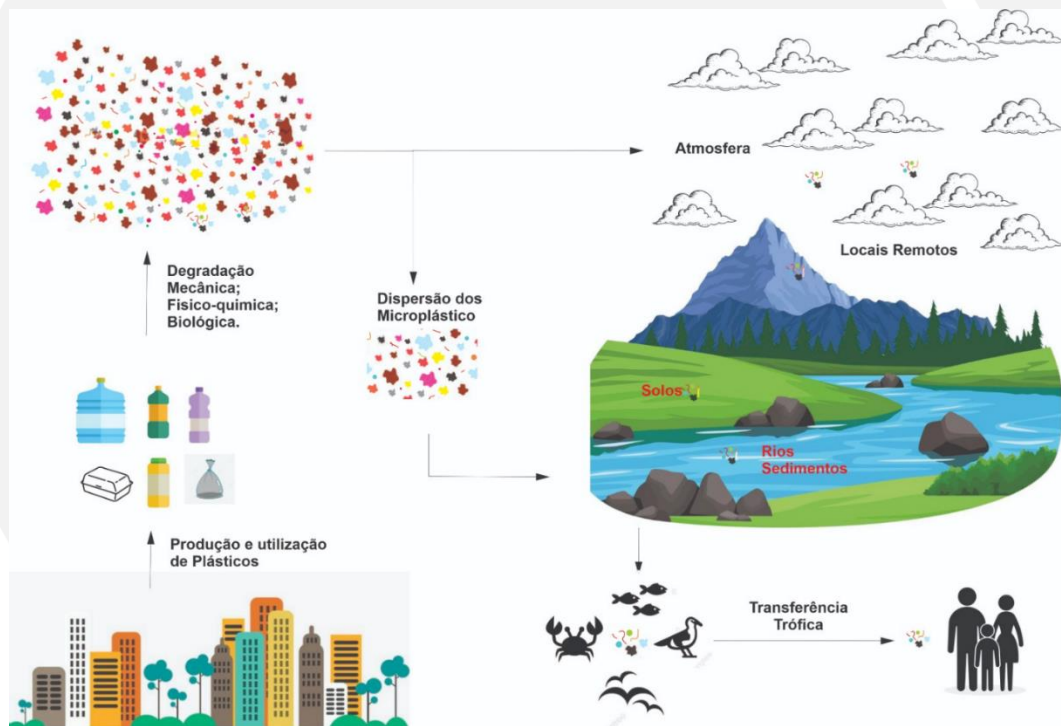 Atmosfera
Locais Remotos
Degradação
Mecânica;
Fisico-quimica;
Biológica.
Dispersão dos
Microplástico
Solos
Rios
Sedimentos
Produção e utilização
de Plásticos
Transferência
Trófica